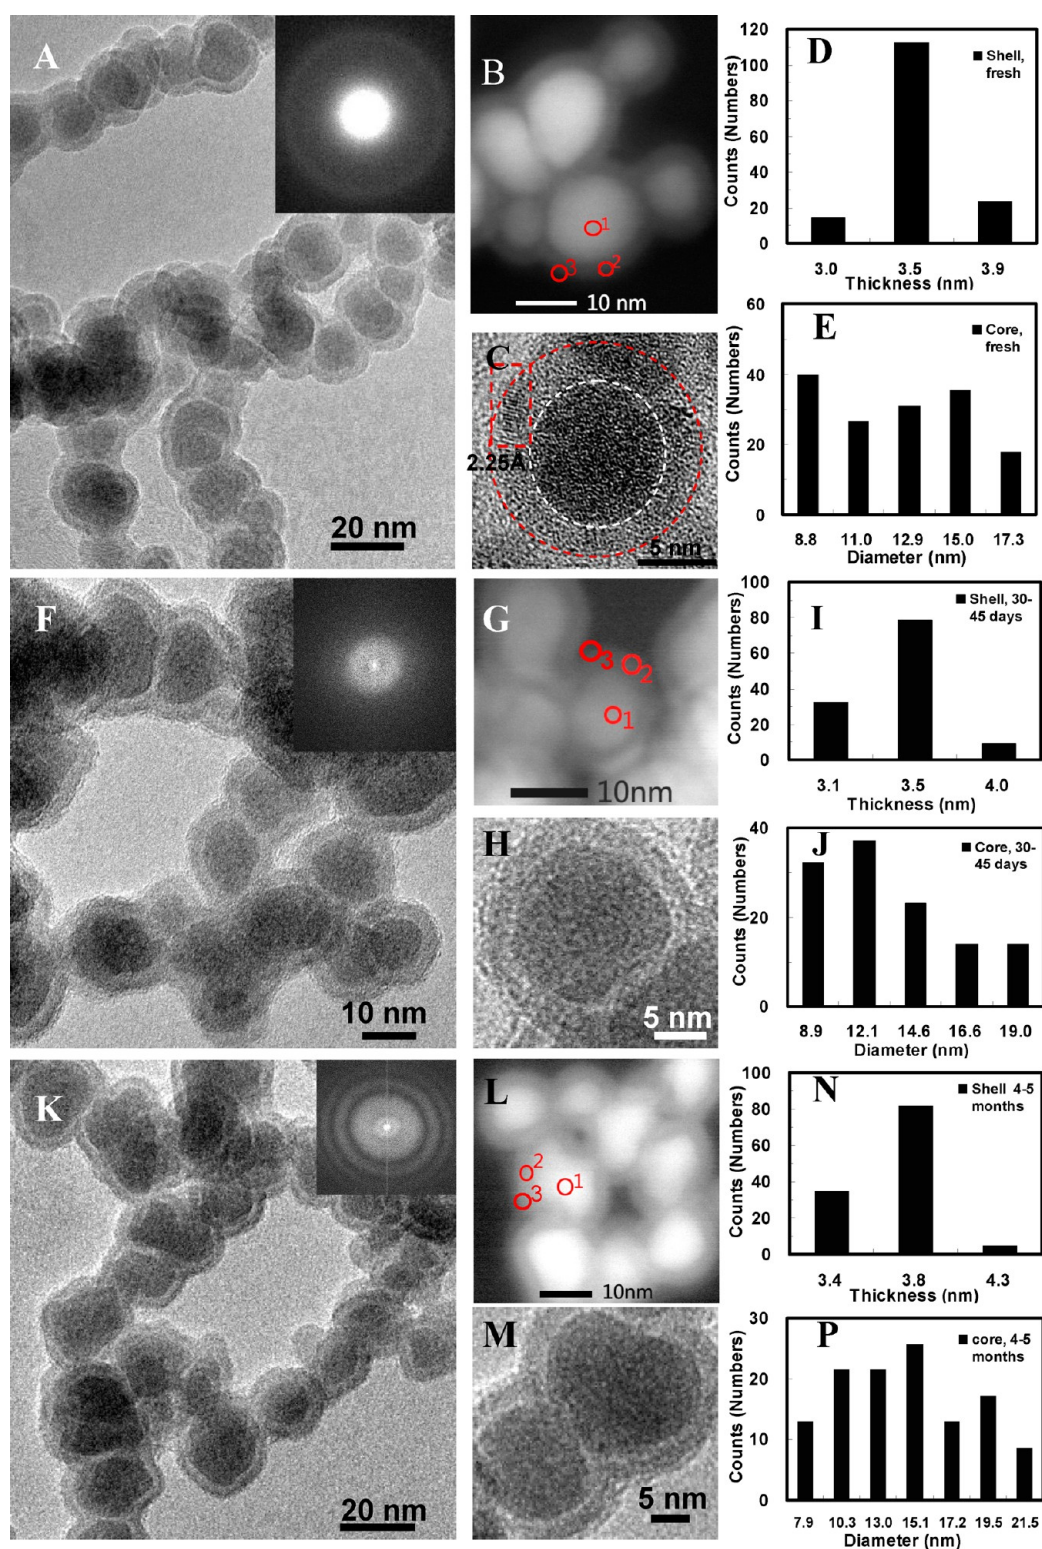 A
20 nm
B
1
2
3
10 nm
C
2.25Å
5 nm
D
Shell,
fresh
Counts (Numbers)
120
100
80
60
40
20
0
3.0 3.5 3.9
Thickness (nm)
E
Core,
fresh
Counts (Numbers)
60
40
20
0
8.8 11.0 12.9 15.0 17.3
Diameter (nm)
F
10 nm
G
3
2
1
10nm
H
5 nm
I
Shell, 30-
45 days
Counts (Numbers)
100
80
60
40
20
0
3.1 3.5 4.0
Thickness (nm)
J
Core, 30-
45 days
Counts (Numbers)
40
20
0
8.9 12.1 14.6 16.6 19.0
Diameter (nm)
K
20 nm
L
2
1
3
10nm
M
5 nm
N
Shell 4-5
months
Counts (Numbers)
100
80
60
40
20
0
3.4 3.8 4.3
Thickness (nm)
P
core, 4-5
months
Counts (Numbers)
30
20
10
0
7.9 10.3 13.0 15.1 17.2 19.5 21.5
Diameter (nm)